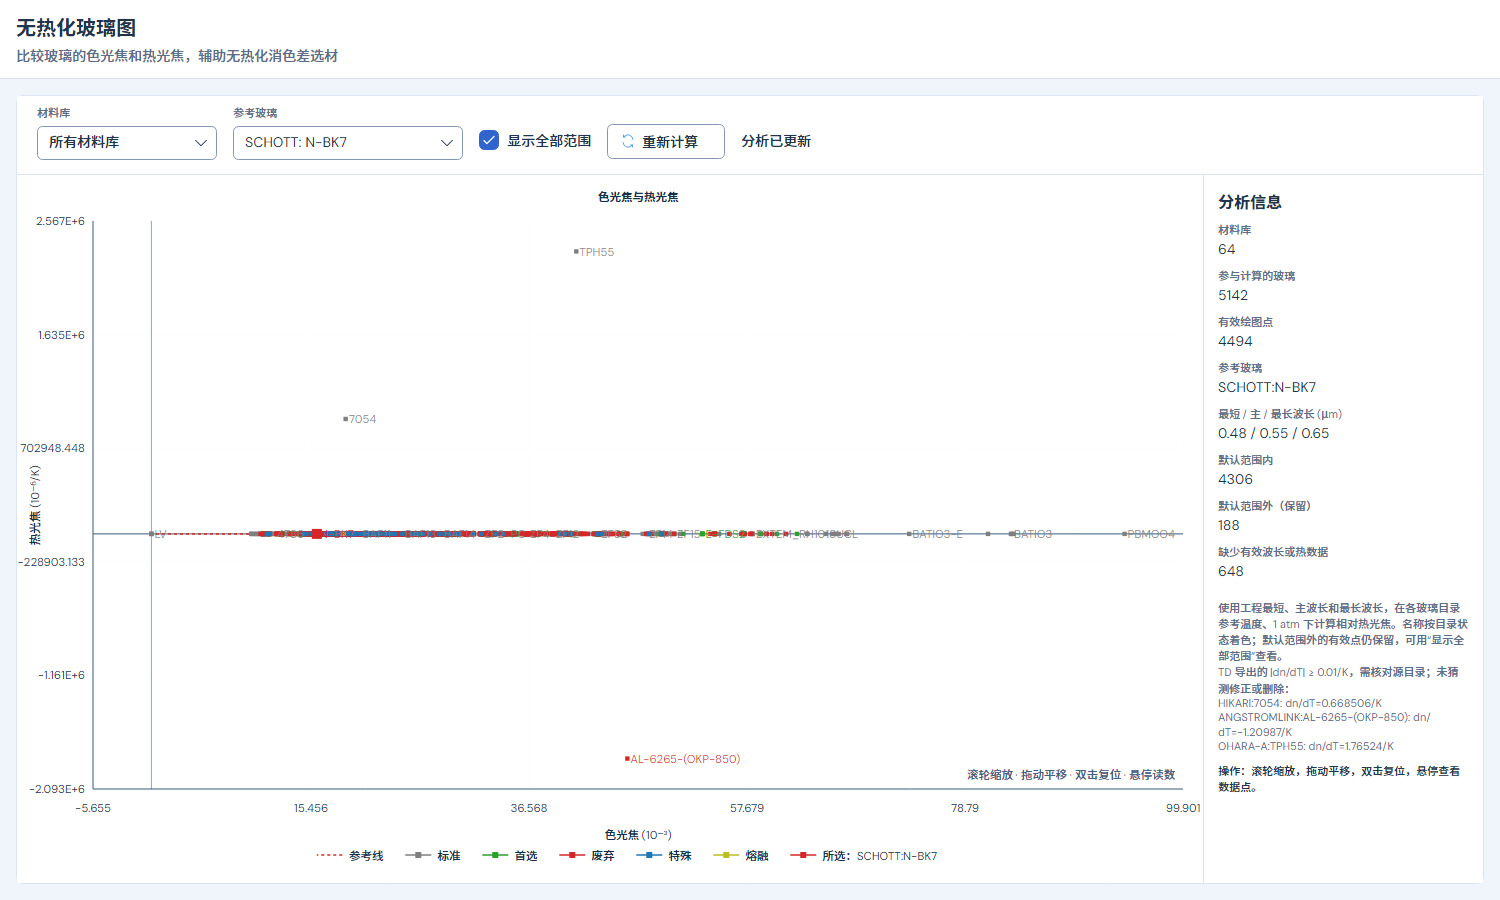 无热化玻璃图
比较玻璃的色光焦和热光焦，辅助无热化消色差选材
材料库
参考玻璃
所有材料库
SCHOTT: N-BK7
显示全部范围
重新计算
分析已更新
色光焦与热光焦
2.567E+6
1.635E+6
702948.448
-228903.133
-1.161E+6
-2.093E+6
热光焦 (10⁻⁶/K)
TPH55
7054
LV
BATIO3-E
BATIO3
PBMOO4
AL-6265-(OKP-850)
滚轮缩放 · 拖动平移 · 双击复位 · 悬停读数
-5.655
15.456
36.568
57.679
78.79
99.901
色光焦 (10⁻³)
参考线
标准
首选
废弃
特殊
熔融
所选：SCHOTT:N-BK7
分析信息
材料库
64
参与计算的玻璃
5142
有效绘图点
4494
参考玻璃
SCHOTT:N-BK7
最短 / 主 / 最长波长 (μm)
0.48 / 0.55 / 0.65
默认范围内
4306
默认范围外（保留）
188
缺少有效波长或热数据
648
使用工程最短、主波长和最长波长，在各玻璃目录
参考温度、1 atm 下计算相对热光焦。名称按目录状
态着色；默认范围外的有效点仍保留，可用"显示全
部范围"查看。
TD 导出的 |dn/dT| ≥ 0.01/K，需核对源目录；未猜
测修正或删除：
HIKARI:7054: dn/dT=0.668506/K
ANGSTROMLINK:AL-6265-(OKP-850): dn/
dT=-1.20987/K
OHARA-A:TPH55: dn/dT=1.76524/K
操作：滚轮缩放，拖动平移，双击复位，悬停查看
数据点。